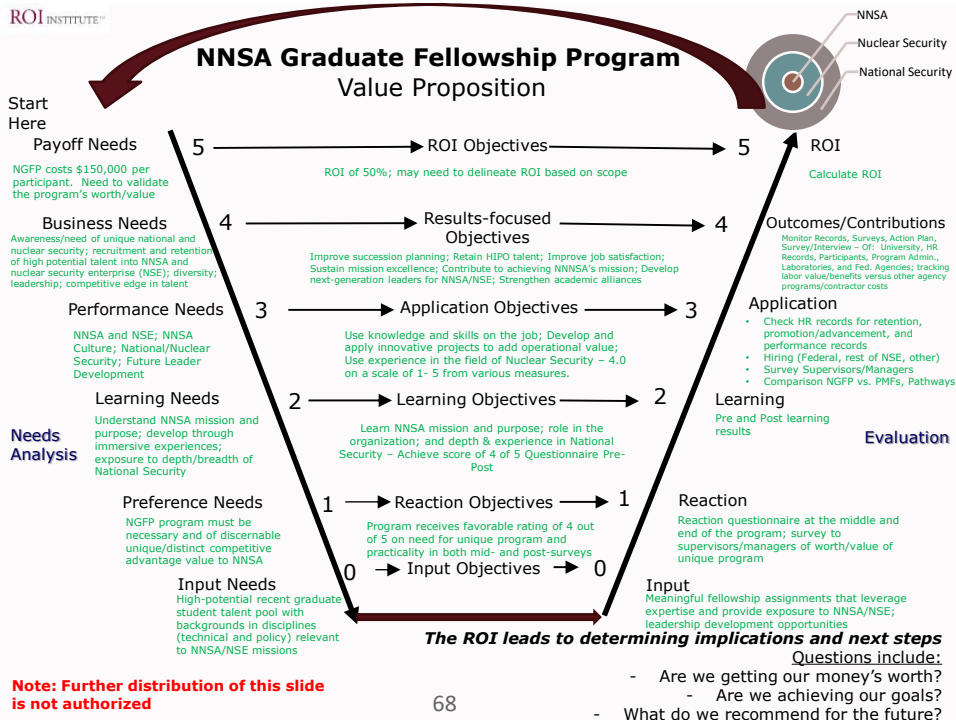 ROI INSTITUTE™
NNSA
Nuclear Security
National Security
NNSA Graduate Fellowship Program
Value Proposition
Start
Here
Payoff Needs
5
ROI Objectives
5
ROI
NGFP costs $150,000 per
participant.  Need to validate
the program's worth/value
ROI of 50%; may need to delineate ROI based on scope
Calculate ROI
Business Needs
4
Results-focused
Objectives
4
Outcomes/Contributions
Awareness/need of unique national and
nuclear security; recruitment and retention
of high potential talent into NNSA and
nuclear security enterprise (NSE); diversity;
leadership; competitive edge in talent
Improve succession planning; Retain HIPO talent; Improve job satisfaction;
Sustain mission excellence; Contribute to achieving NNNSA's mission; Develop
next-generation leaders for NNSA/NSE; Strengthen academic alliances
Monitor Records, Surveys, Action Plan,
Survey/Interview – Of:  University, HR
Records, Participants, Program Admin.,
Laboratories, and Fed. Agencies; tracking
labor value/benefits versus other agency
programs/contractor costs
Performance Needs
3
Application Objectives
3
Application
NNSA and NSE; NNSA
Culture; National/Nuclear
Security; Future Leader
Development
Use knowledge and skills on the job; Develop and
apply innovative projects to add operational value;
Use experience in the field of Nuclear Security – 4.0
on a scale of 1- 5 from various measures.
• Check HR records for retention,
promotion/advancement, and
performance records
• Hiring (Federal, rest of NSE, other)
• Survey Supervisors/Managers
• Comparison NGFP vs. PMFs, Pathways
Learning Needs
2
Learning Objectives
2
Learning
Understand NNSA mission and
purpose; develop through
immersive experiences;
exposure to depth/breadth of
National Security
Learn NNSA mission and purpose; role in the
organization; and depth & experience in National
Security – Achieve score of 4 of 5 Questionnaire Pre-
Post
Pre and Post learning
results
Needs
Analysis
Evaluation
Preference Needs
1
Reaction Objectives
1
Reaction
NGFP program must be
necessary and of discernable
unique/distinct competitive
advantage value to NNSA
Program receives favorable rating of 4 out
of 5 on need for unique program and
practicality in both mid- and post-surveys
Reaction questionnaire at the middle and
end of the program; survey to
supervisors/managers of worth/value of
unique program
Input Needs
0
Input Objectives
0
Input
High-potential recent graduate
student talent pool with
backgrounds in disciplines
(technical and policy) relevant
to NNSA/NSE missions
Meaningful fellowship assignments that leverage
expertise and provide exposure to NNSA/NSE;
leadership development opportunities
The ROI leads to determining implications and next steps
Questions include:
- Are we getting our money's worth?
- Are we achieving our goals?
- What do we recommend for the future?
Note: Further distribution of this slide
is not authorized
68